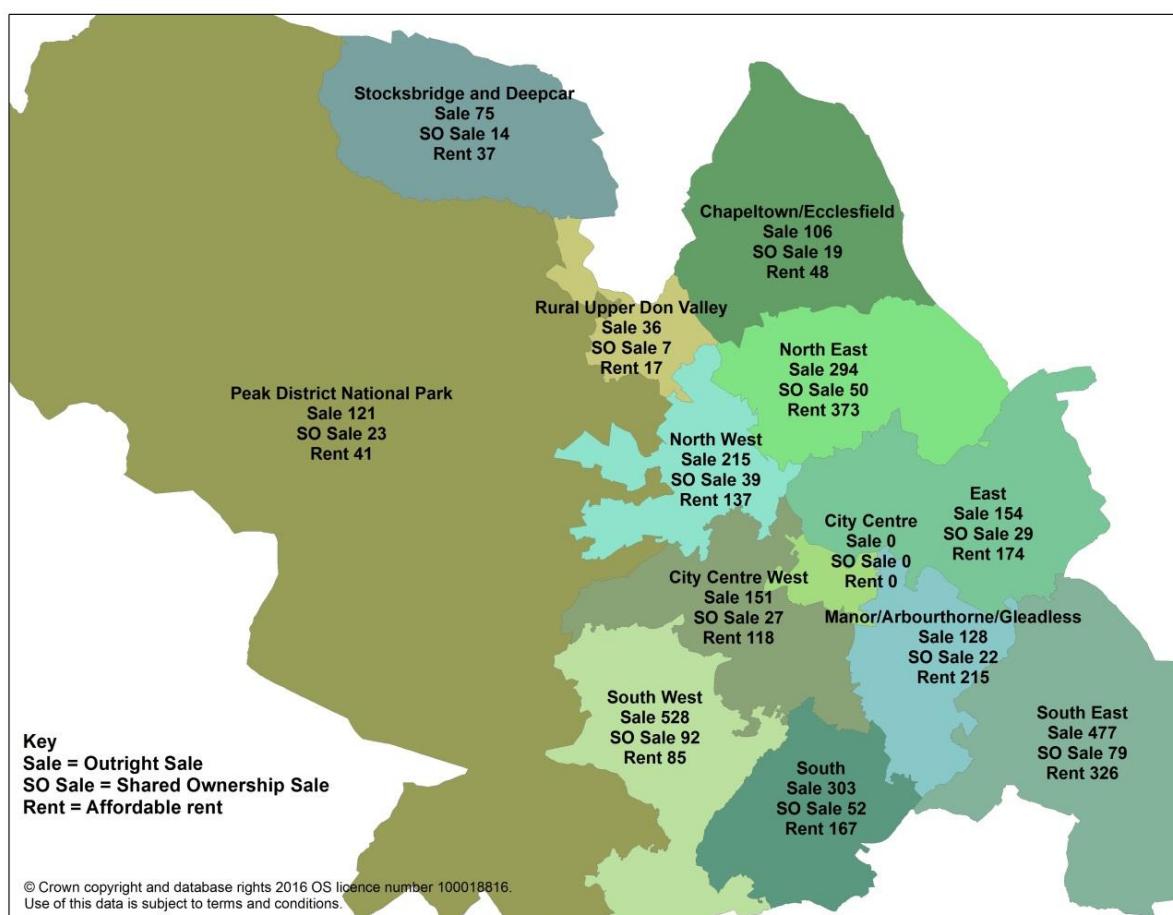 Stocksbridge and Deepcar
Sale 75
SO Sale 14
Rent 37
Chapeltown/Ecclesfield
Sale 106
SO Sale 19
Rent 48
Rural Upper Don Valley
Sale 36
SO Sale 7
Rent 17
North East
Sale 294
SO Sale 50
Rent 373
Peak District National Park
Sale 121
SO Sale 23
Rent 41
North West
Sale 215
SO Sale 39
Rent 137
East
Sale 154
SO Sale 29
Rent 174
City Centre
Sale 0
SO Sale 0
Rent 0
City Centre West
Sale 151
SO Sale 27
Rent 118
Manor/Arbourthorne/Gleadless
Sale 128
SO Sale 22
Rent 215
South West
Sale 528
SO Sale 92
Rent 85
South East
Sale 477
SO Sale 79
Rent 326
South
Sale 303
SO Sale 52
Rent 167
Key
Sale = Outright Sale
SO Sale = Shared Ownership Sale
Rent = Affordable rent
© Crown copyright and database rights 2016 OS licence number 100018816.
Use of this data is subject to terms and conditions.